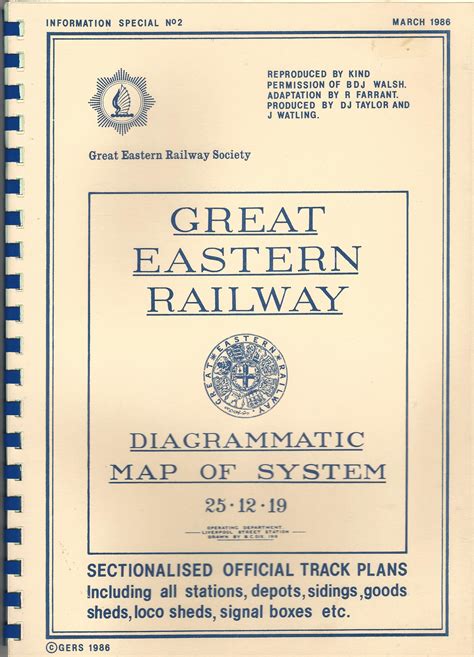 INFORMATION SPECIAL Nº2
MARCH 1986
REPRODUCED BY KIND
PERMISSION OF BDJ WALSH.
ADAPTATION BY R FARRANT.
PRODUCED BY DJ TAYLOR AND
J WATLING.
Great Eastern Railway Society
GREAT
EASTERN
RAILWAY
GREAT EASTERN RAILWAY
DIAGRAMMATIC
MAP OF SYSTEM
25·12·19
OPERATING DEPARTMENT
LIVERPOOL STREET STATION
DRAWN BY B.C.DIX.
SECTIONALISED OFFICIAL TRACK PLANS
Including all stations, depots, sidings, goods
sheds, loco sheds, signal boxes etc.
©GERS 1986